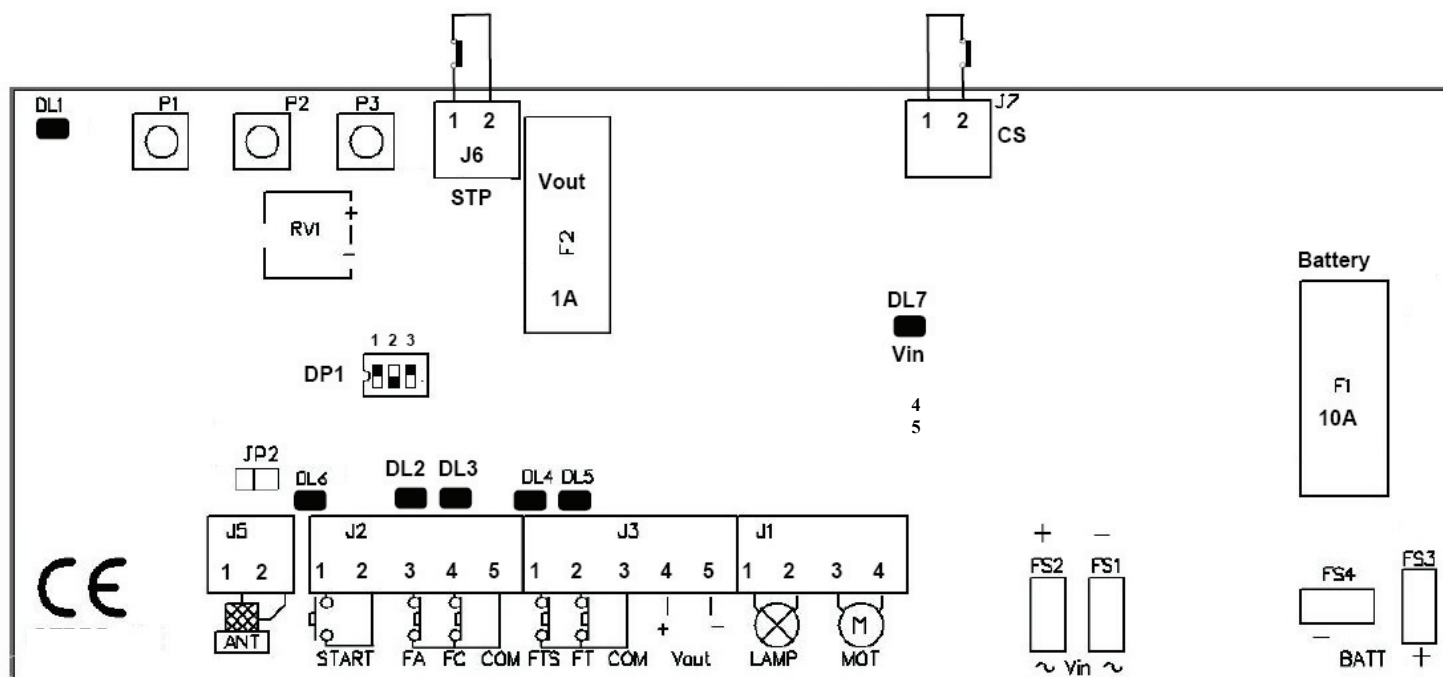 DL1 P1 P2 P3
1 2
J6
STP
Vout
F2
1A
J7
1 2
CS
RV1 + −
Battery
F1
10A
DL7
Vin
4
5
1 2 3
DP1
JP2
DL6 DL2 DL3 DL4 DL5
J5 J2 J3 J1
1 2 1 2 3 4 5 1 2 3 4 5 1 2 3 4
+ −
FS2 FS1 FS4 FS3
CE
+ − M
ANT START FA FC COM FTS FT COM Vout LAMP MOT
~ Vin ~
− BATT +